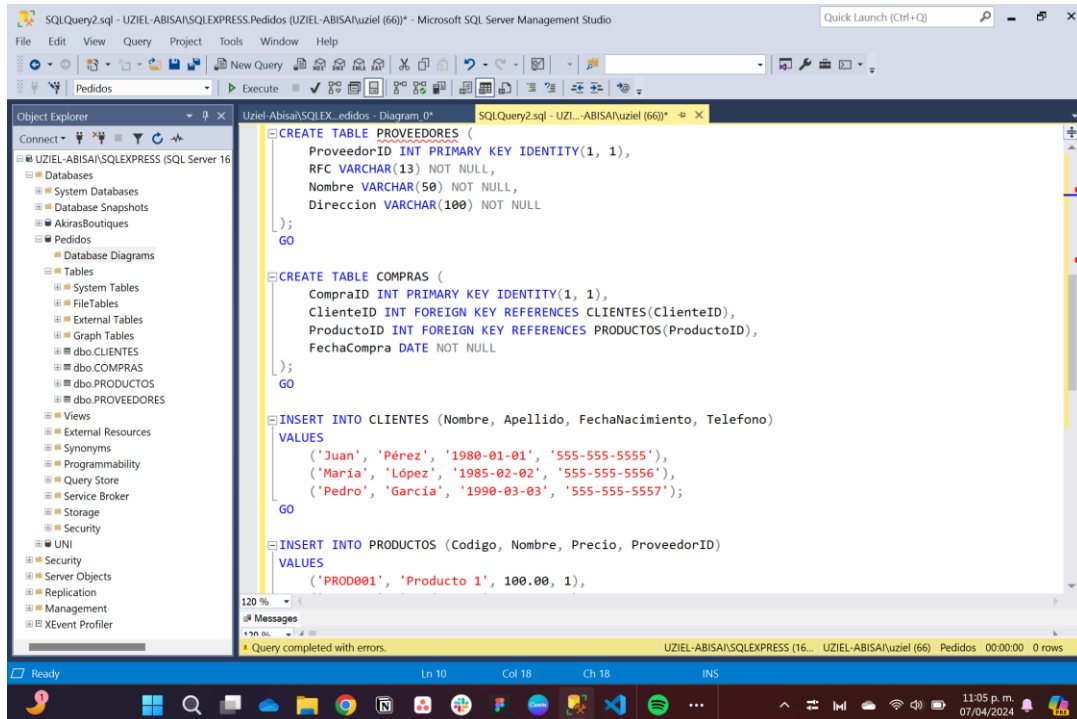 SQLQuery2.sql - UZIEL-ABISAI\SQLEXPRESS.Pedidos (UZIEL-ABISAI\uziel (66))* - Microsoft SQL Server Management Studio
Quick Launch (Ctrl+Q)
File Edit View Query Project Tools Window Help
New Query
Pedidos
Execute
Object Explorer
Connect
UZIEL-ABISAI\SQLEXPRESS (SQL Server 16
Databases
System Databases
Database Snapshots
AkirasBoutiques
Pedidos
Database Diagrams
Tables
System Tables
FileTables
External Tables
Graph Tables
dbo.CLIENTES
dbo.COMPRAS
dbo.PRODUCTOS
dbo.PROVEEDORES
Views
External Resources
Synonyms
Programmability
Query Store
Service Broker
Storage
Security
UNI
Security
Server Objects
Replication
Management
XEvent Profiler
Uziel-Abisai\SQLEX...edidos - Diagram_0*
SQLQuery2.sql - UZI...-ABISAI\uziel (66))*
CREATE TABLE PROVEEDORES (
ProveedorID INT PRIMARY KEY IDENTITY(1, 1),
RFC VARCHAR(13) NOT NULL,
Nombre VARCHAR(50) NOT NULL,
Direccion VARCHAR(100) NOT NULL
);
GO
CREATE TABLE COMPRAS (
CompraID INT PRIMARY KEY IDENTITY(1, 1),
ClienteID INT FOREIGN KEY REFERENCES CLIENTES(ClienteID),
ProductoID INT FOREIGN KEY REFERENCES PRODUCTOS(ProductoID),
FechaCompra DATE NOT NULL
);
GO
INSERT INTO CLIENTES (Nombre, Apellido, FechaNacimiento, Telefono)
VALUES
('Juan', 'Pérez', '1980-01-01', '555-555-5555'),
('María', 'López', '1985-02-02', '555-555-5556'),
('Pedro', 'García', '1990-03-03', '555-555-5557');
GO
INSERT INTO PRODUCTOS (Codigo, Nombre, Precio, ProveedorID)
VALUES
('PROD001', 'Producto 1', 100.00, 1),
120 %
Messages
120 %
Query completed with errors.
UZIEL-ABISAI\SQLEXPRESS (16... UZIEL-ABISAI\uziel (66) Pedidos 00:00:00 0 rows
Ready Ln 10 Col 18 Ch 18 INS
11:05 p. m.
07/04/2024